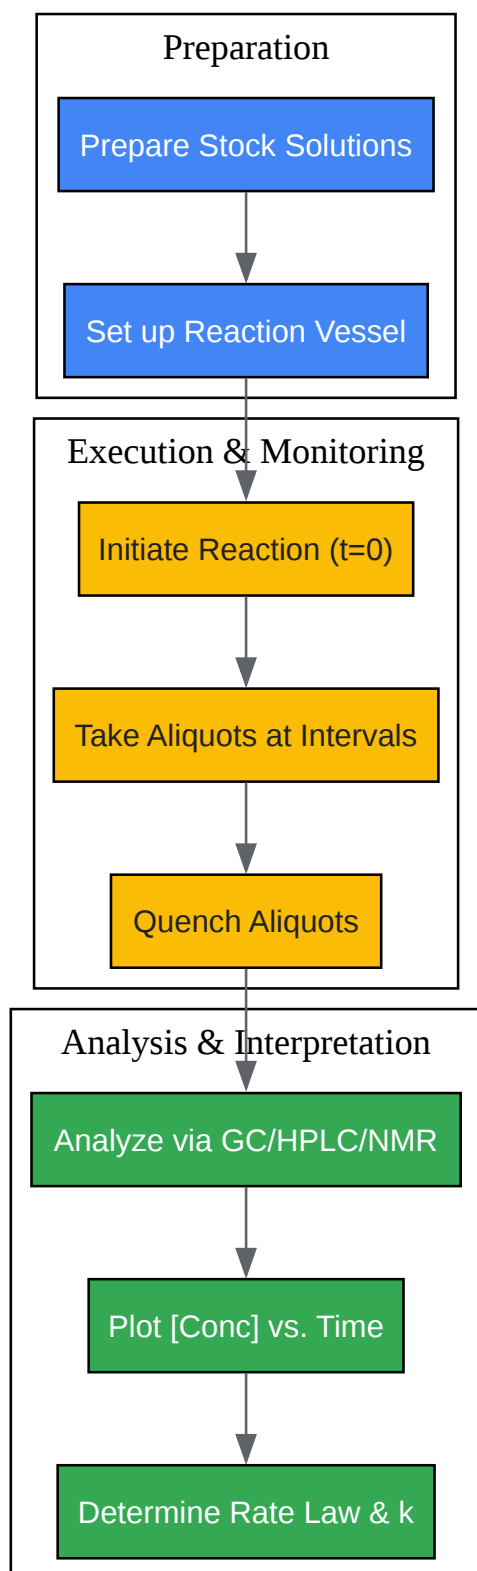 Preparation
Prepare Stock Solutions
Set up Reaction Vessel
Execution & Monitoring
Initiate Reaction (t=0)
Take Aliquots at Intervals
Quench Aliquots
Analysis & Interpretation
Analyze via GC/HPLC/NMR
Plot [Conc] vs. Time
Determine Rate Law & k